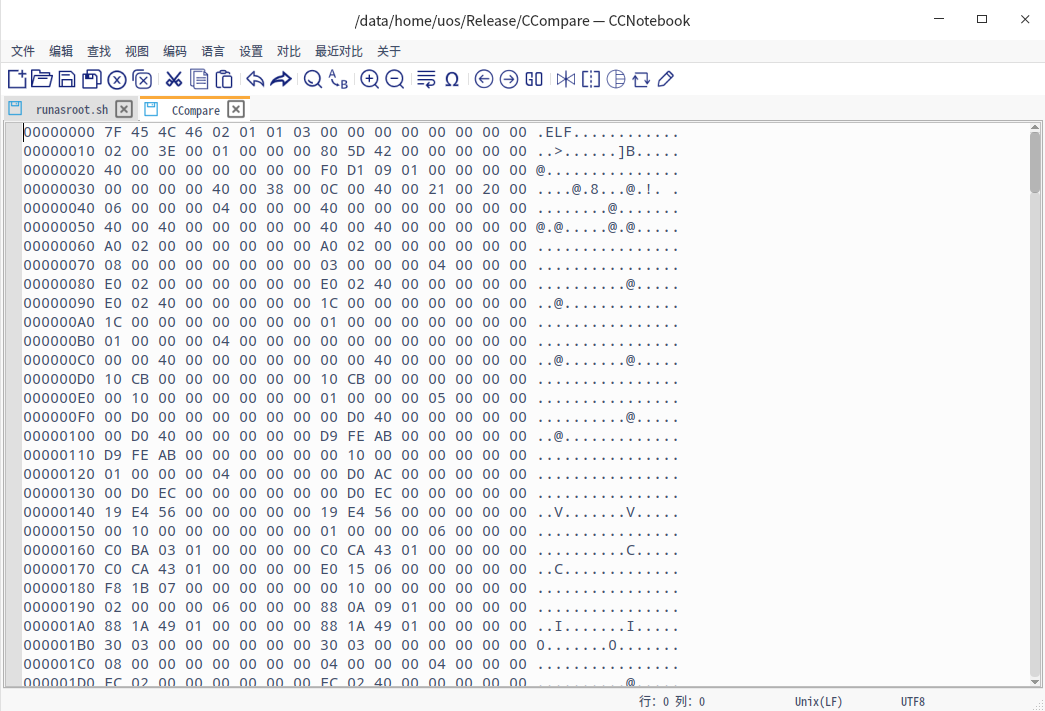 /data/home/uos/Release/CCompare — CCNotebook
文件 编辑 查找 视图 编码 语言 设置 对比 最近对比 关于
runasroot.sh CCompare
00000000 7F 45 4C 46 02 01 01 03 00 00 00 00 00 00 00 00 .ELF............
00000010 02 00 3E 00 01 00 00 00 80 5D 42 00 00 00 00 00 ..>......]B.....
00000020 40 00 00 00 00 00 00 00 F0 D1 09 01 00 00 00 00 @...............
00000030 00 00 00 00 40 00 38 00 0C 00 40 00 21 00 20 00 ....@.8...@.!. .
00000040 06 00 00 00 04 00 00 00 40 00 00 00 00 00 00 00 ........@.......
00000050 40 00 40 00 00 00 00 00 40 00 40 00 00 00 00 00 @.@.....@.@.....
00000060 A0 02 00 00 00 00 00 00 A0 02 00 00 00 00 00 00 ................
00000070 08 00 00 00 00 00 00 00 03 00 00 00 04 00 00 00 ................
00000080 E0 02 00 00 00 00 00 00 E0 02 40 00 00 00 00 00 ..........@.....
00000090 E0 02 40 00 00 00 00 00 1C 00 00 00 00 00 00 00 ..@.............
000000A0 1C 00 00 00 00 00 00 00 01 00 00 00 00 00 00 00 ................
000000B0 01 00 00 00 04 00 00 00 00 00 00 00 00 00 00 00 ................
000000C0 00 00 40 00 00 00 00 00 00 00 40 00 00 00 00 00 ..@.......@.....
000000D0 10 CB 00 00 00 00 00 00 10 CB 00 00 00 00 00 00 ................
000000E0 00 10 00 00 00 00 00 00 01 00 00 00 05 00 00 00 ................
000000F0 00 D0 00 00 00 00 00 00 00 D0 40 00 00 00 00 00 ..........@.....
00000100 00 D0 40 00 00 00 00 00 D9 FE AB 00 00 00 00 00 ..@.............
00000110 D9 FE AB 00 00 00 00 00 00 10 00 00 00 00 00 00 ................
00000120 01 00 00 00 04 00 00 00 00 D0 AC 00 00 00 00 00 ................
00000130 00 D0 EC 00 00 00 00 00 00 D0 EC 00 00 00 00 00 ................
00000140 19 E4 56 00 00 00 00 00 19 E4 56 00 00 00 00 00 ..V.......V.....
00000150 00 10 00 00 00 00 00 00 01 00 00 00 06 00 00 00 ................
00000160 C0 BA 03 01 00 00 00 00 C0 CA 43 01 00 00 00 00 ..........C.....
00000170 C0 CA 43 01 00 00 00 00 E0 15 06 00 00 00 00 00 ..C.............
00000180 F8 1B 07 00 00 00 00 00 00 10 00 00 00 00 00 00 ................
00000190 02 00 00 00 06 00 00 00 88 0A 09 01 00 00 00 00 ................
000001A0 88 1A 49 01 00 00 00 00 88 1A 49 01 00 00 00 00 ..I.......I.....
000001B0 30 03 00 00 00 00 00 00 30 03 00 00 00 00 00 00 0.......0.......
000001C0 08 00 00 00 00 00 00 00 04 00 00 00 04 00 00 00 ................
000001D0 FC 02 00 00 00 00 00 00 FC 02 40 00 00 00 00 00 ..........@.....
行: 0 列: 0 Unix(LF) UTF8